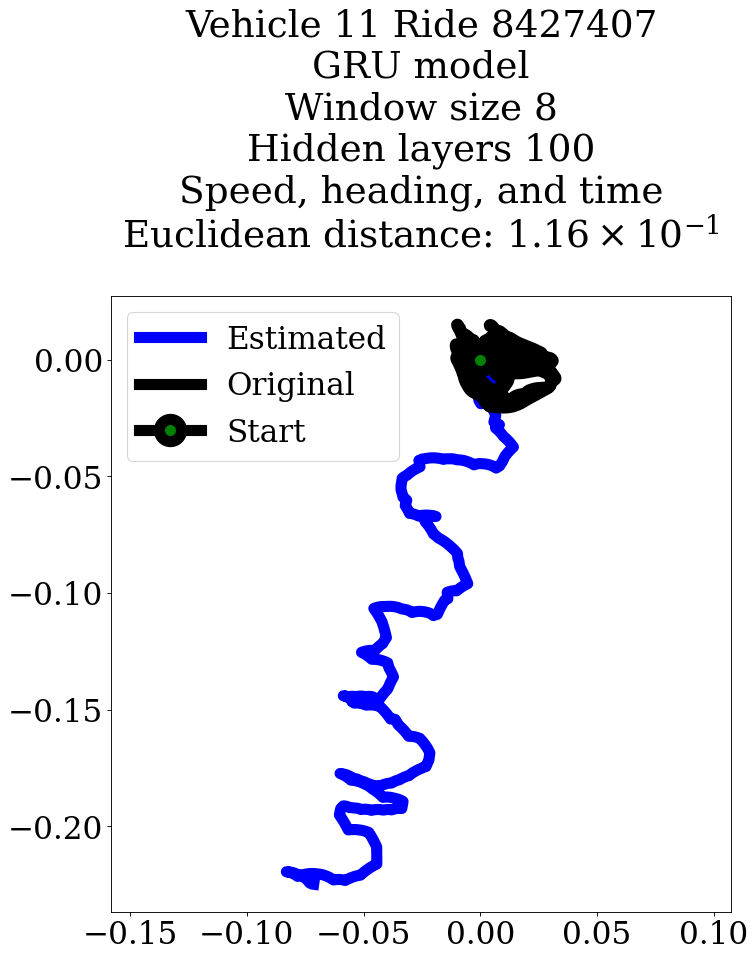 Vehicle 11 Ride 8427407
GRU model
Window size 8
Hidden layers 100
Speed, heading, and time
Euclidean distance: 1.16 × 10⁻¹
Estimated
Original
Start
0.00
−0.05
−0.10
−0.15
−0.20
−0.15 −0.10 −0.05 0.00 0.05 0.10